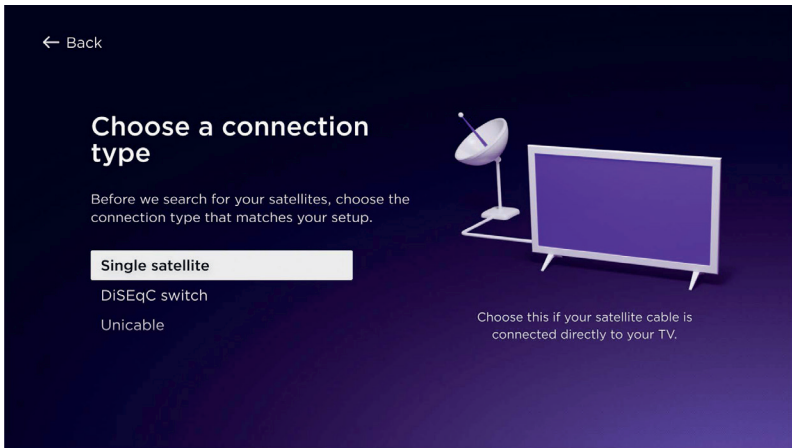 ← Back
Choose a connection
type
Before we search for your satellites, choose the
connection type that matches your setup.
Single satellite
DiSEqC switch
Unicable
Choose this if your satellite cable is
connected directly to your TV.